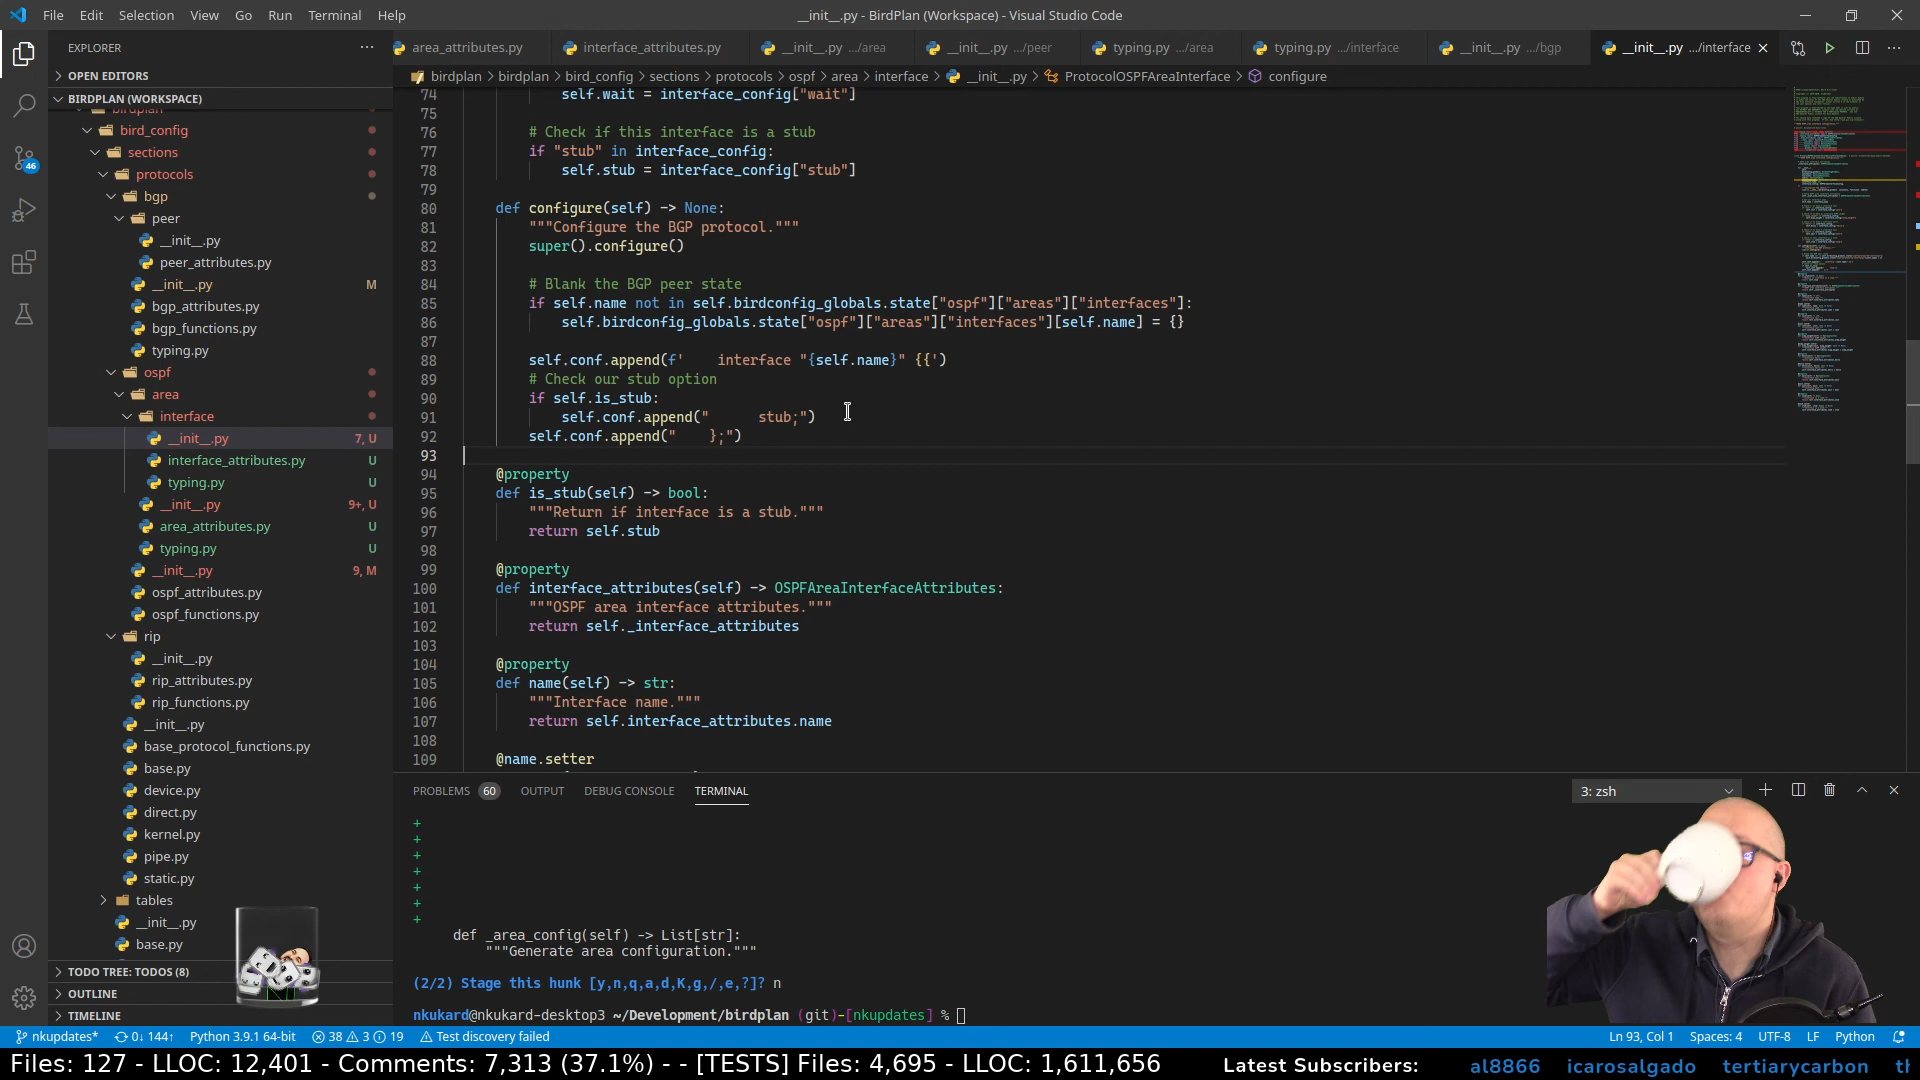 File Edit Selection View Go Run Terminal Help
__init__.py - BirdPlan (Workspace) - Visual Studio Code
EXPLORER
area_attributes.py interface_attributes.py __init__.py .../area __init__.py .../peer typing.py .../area typing.py .../interface __init__.py .../bgp __init__.py .../interface
OPEN EDITORS
birdplan birdplan bird_config sections protocols ospf area interface __init__.py ProtocolOSPFAreaInterface configure
BIRDPLAN (WORKSPACE)
birdplan
bird_config
sections
protocols
bgp
peer
__init__.py
peer_attributes.py
__init__.py M
bgp_attributes.py
bgp_functions.py
typing.py
ospf
area
interface
__init__.py 7, U
interface_attributes.py U
typing.py U
__init__.py 9+, U
area_attributes.py U
typing.py U
__init__.py 9, M
ospf_attributes.py
ospf_functions.py
rip
__init__.py
rip_attributes.py
rip_functions.py
__init__.py
base_protocol_functions.py
base.py
device.py
direct.py
kernel.py
pipe.py
static.py
tables
__init__.py
base.py
TODO TREE: TODOS (8)
OUTLINE
TIMELINE
46
74 self.wait = interface_config["wait"]
75
76 # Check if this interface is a stub
77 if "stub" in interface_config:
78 self.stub = interface_config["stub"]
79
80 def configure(self) -> None:
81 """Configure the BGP protocol."""
82 super().configure()
83
84 # Blank the BGP peer state
85 if self.name not in self.birdconfig_globals.state["ospf"]["areas"]["interfaces"]:
86 self.birdconfig_globals.state["ospf"]["areas"]["interfaces"][self.name] = {}
87
88 self.conf.append(f'    interface "{self.name}" {{')
89 # Check our stub option
90 if self.is_stub:
91 self.conf.append("      stub;")
92 self.conf.append("    };")
93
94 @property
95 def is_stub(self) -> bool:
96 """Return if interface is a stub."""
97 return self.stub
98
99 @property
100 def interface_attributes(self) -> OSPFAreaInterfaceAttributes:
101 """OSPF area interface attributes."""
102 return self._interface_attributes
103
104 @property
105 def name(self) -> str:
106 """Interface name."""
107 return self.interface_attributes.name
108
109 @name.setter
PROBLEMS 60 OUTPUT DEBUG CONSOLE TERMINAL
3: zsh
+
+
+
+
+
+
+
def _area_config(self) -> List[str]:
"""Generate area configuration."""
(2/2) Stage this hunk [y,n,q,a,d,K,g,/,e,?]? n
nkukard@nkukard-desktop3 ~/Development/birdplan (git)-[nkupdates] %
nkupdates* 0↓ 144↑ Python 3.9.1 64-bit 38 3 19 Test discovery failed
Ln 93, Col 1 Spaces: 4 UTF-8 LF Python
Files: 127 - LLOC: 12,401 - Comments: 7,313 (37.1%) - - [TESTS] Files: 4,695 - LLOC: 1,611,656
Latest Subscribers: al8866 icarosalgado tertiarycarbon